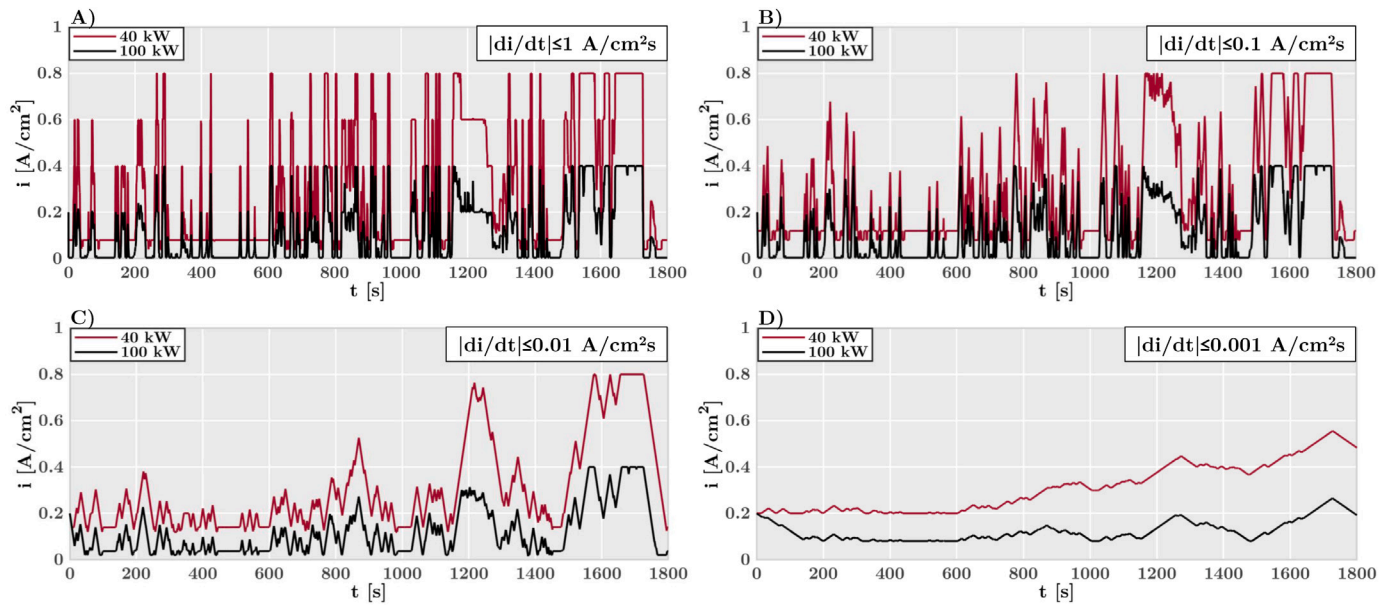 A)
40 kW
100 kW
|di/dt|≤1 A/cm²s
i [A/cm²]
1
0.8
0.6
0.4
0.2
0
0 200 400 600 800 1000 1200 1400 1600 1800
t [s]
B)
40 kW
100 kW
|di/dt|≤0.1 A/cm²s
i [A/cm²]
1
0.8
0.6
0.4
0.2
0
0 200 400 600 800 1000 1200 1400 1600 1800
t [s]
C)
40 kW
100 kW
|di/dt|≤0.01 A/cm²s
i [A/cm²]
1
0.8
0.6
0.4
0.2
0
0 200 400 600 800 1000 1200 1400 1600 1800
t [s]
D)
40 kW
100 kW
|di/dt|≤0.001 A/cm²s
i [A/cm²]
1
0.8
0.6
0.4
0.2
0
0 200 400 600 800 1000 1200 1400 1600 1800
t [s]